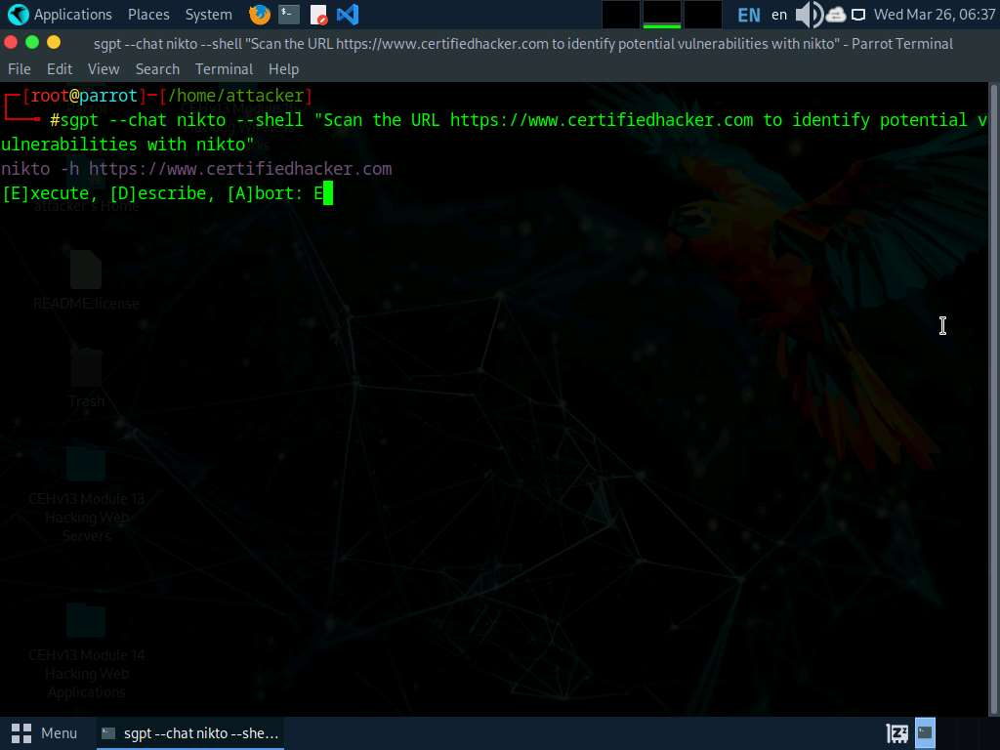 Applications Places System EN en Wed Mar 26, 06:37
sgpt --chat nikto --shell "Scan the URL https://www.certifiedhacker.com to identify potential vulnerabilities with nikto" - Parrot Terminal
File Edit View Search Terminal Help
[root@parrot]─[/home/attacker]
#sgpt --chat nikto --shell "Scan the URL https://www.certifiedhacker.com to identify potential v
ulnerabilities with nikto"
nikto -h https://www.certifiedhacker.com
[E]xecute, [D]escribe, [A]bort: E
attacker's Home
README.license
Trash
CEHv13 Module 13
Hacking Web
Servers
CEHv13 Module 14
Hacking Web
Applications
Menu sgpt --chat nikto --she...